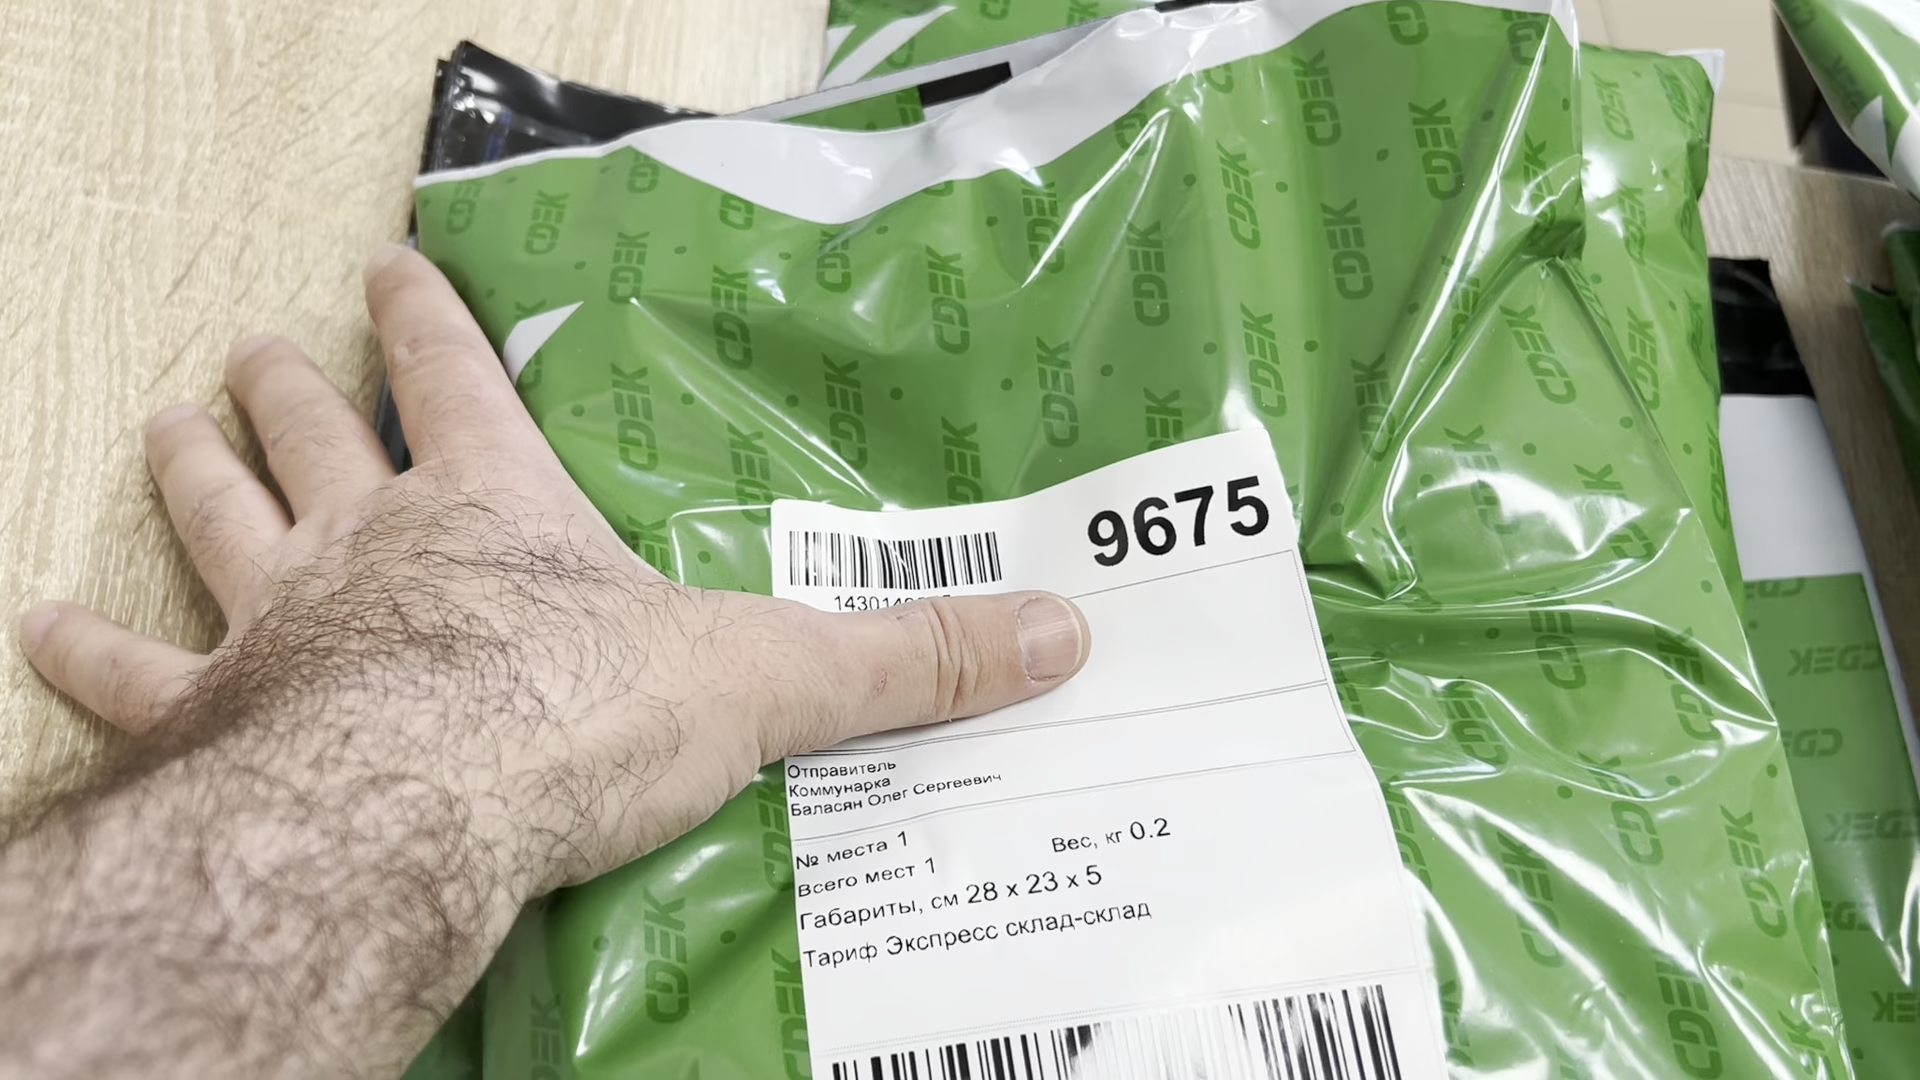 CDEK
9675
Отправитель
Коммунарка
Баласян Олег Сергеевич
№ места 1
Вес, кг 0.2
Всего мест 1
Габариты, см 28 x 23 x 5
Тариф Экспресс склад-склад